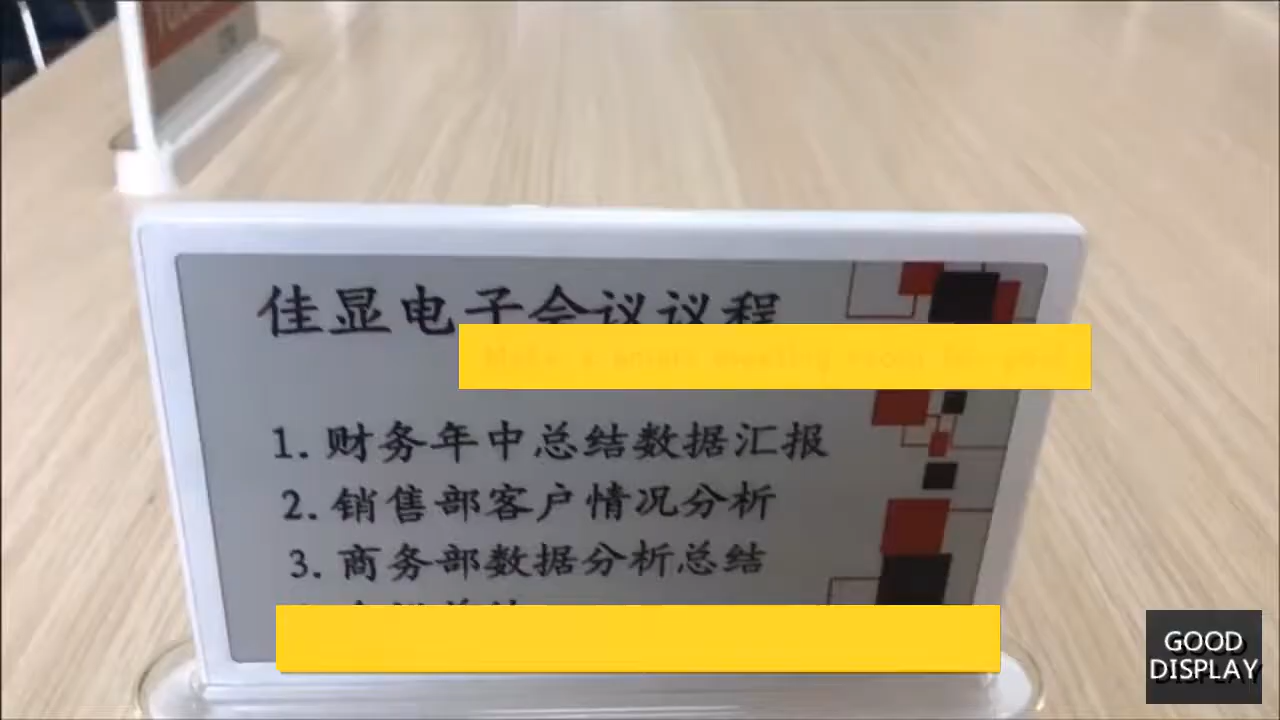 佳显电子会议议程
1. 财务年中总结数据汇报
2. 销售部客户情况分析
3. 商务部数据分析总结
GOOD
DISPLAY